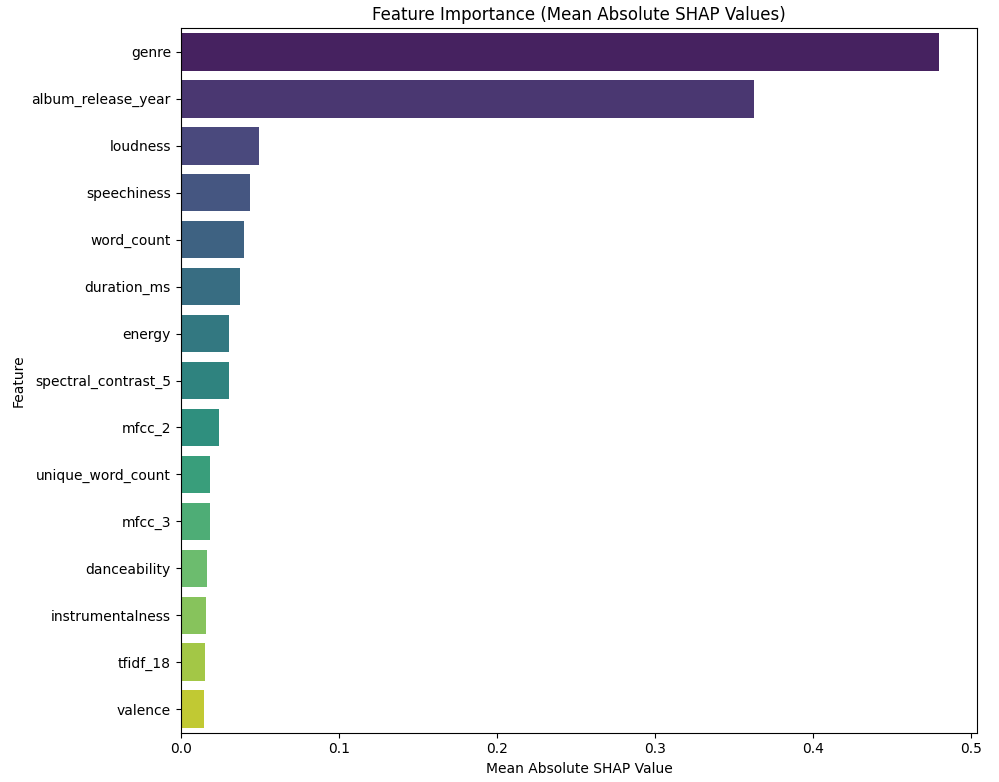 Feature Importance (Mean Absolute SHAP Values)
genre
album_release_year
loudness
speechiness
word_count
duration_ms
energy
spectral_contrast_5
mfcc_2
unique_word_count
mfcc_3
danceability
instrumentalness
tfidf_18
valence
Feature
0.0 0.1 0.2 0.3 0.4 0.5
Mean Absolute SHAP Value